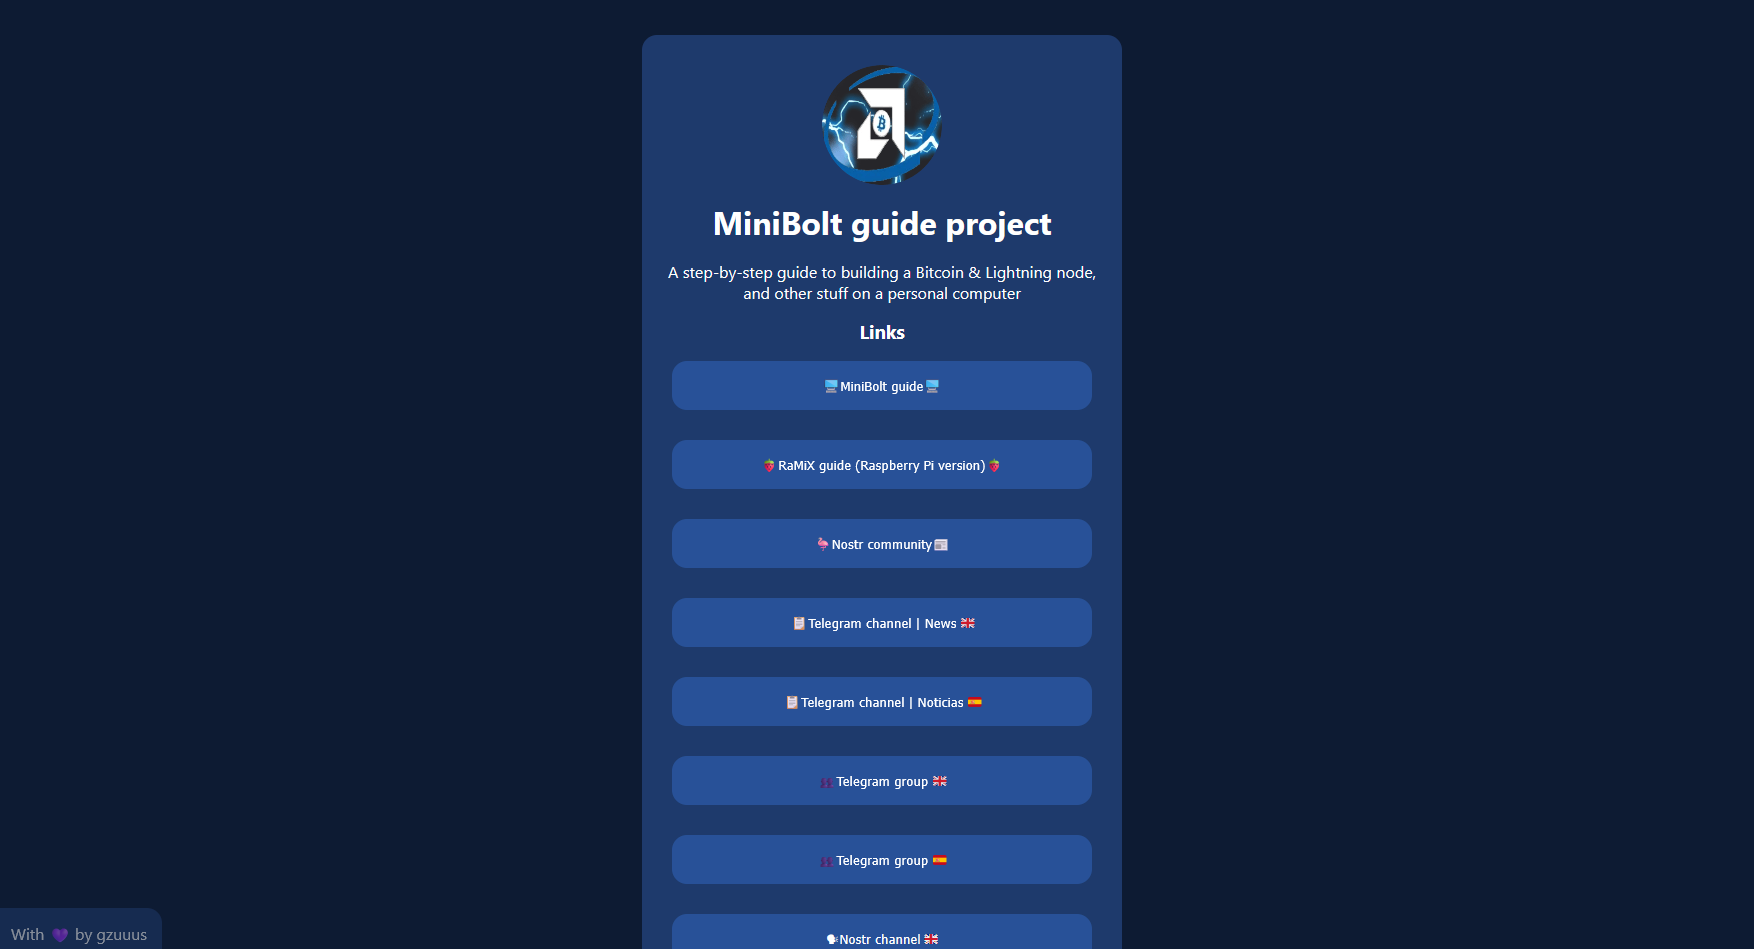 MiniBolt guide project
A step-by-step guide to building a Bitcoin & Lightning node,
and other stuff on a personal computer
Links
🖥️MiniBolt guide🖥️
🍓RaMiX guide (Raspberry Pi version)🍓
🦩Nostr community📰
📋Telegram channel | News 🇬🇧
📋Telegram channel | Noticias 🇪🇸
👥Telegram group 🇬🇧
👥Telegram group 🇪🇸
🗣️Nostr channel 🇬🇧
With 💜 by gzuuus